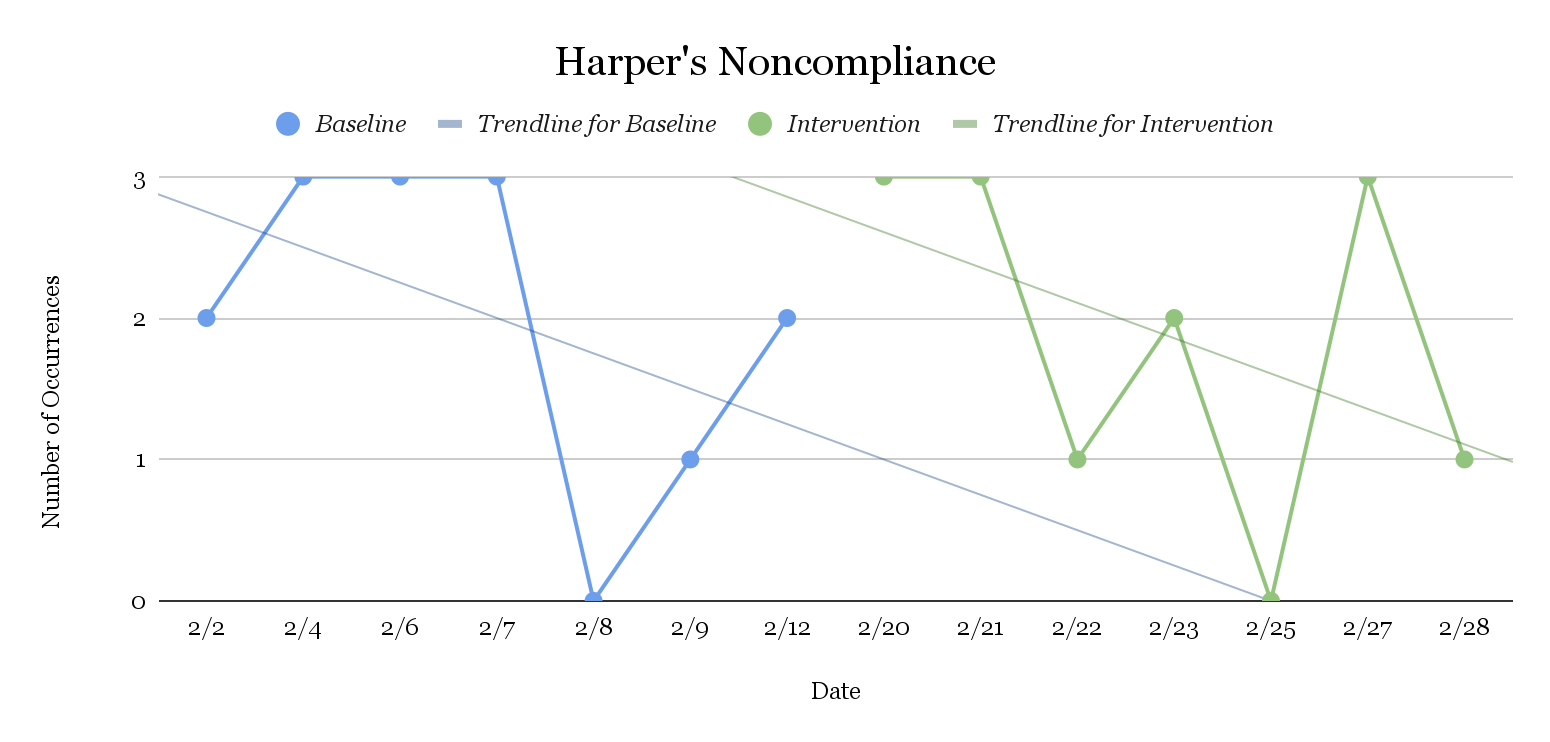 Harper's Noncompliance
Baseline Trendline for Baseline Intervention Trendline for Intervention
3
2
1
0
Number of Occurrences
2/2 2/4 2/6 2/7 2/8 2/9 2/12 2/20 2/21 2/22 2/23 2/25 2/27 2/28
Date